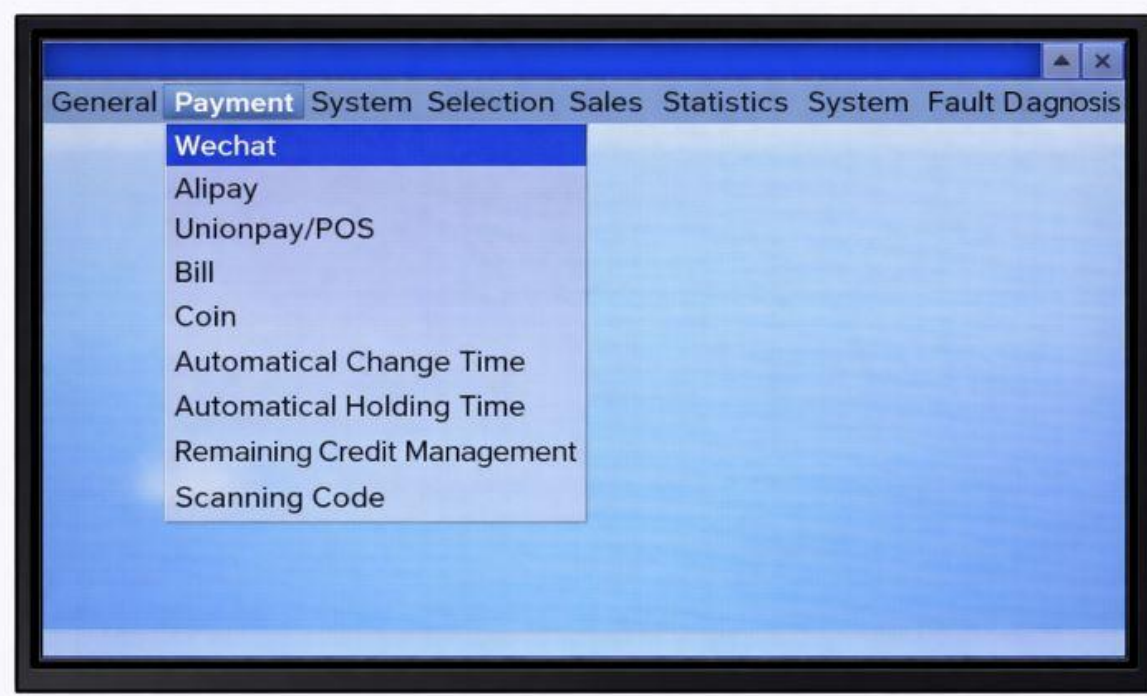 General Payment System Selection Sales Statistics System Fault Dagnosis
Wechat
Alipay
Unionpay/POS
Bill
Coin
Automatical Change Time
Automatical Holding Time
Remaining Credit Management
Scanning Code